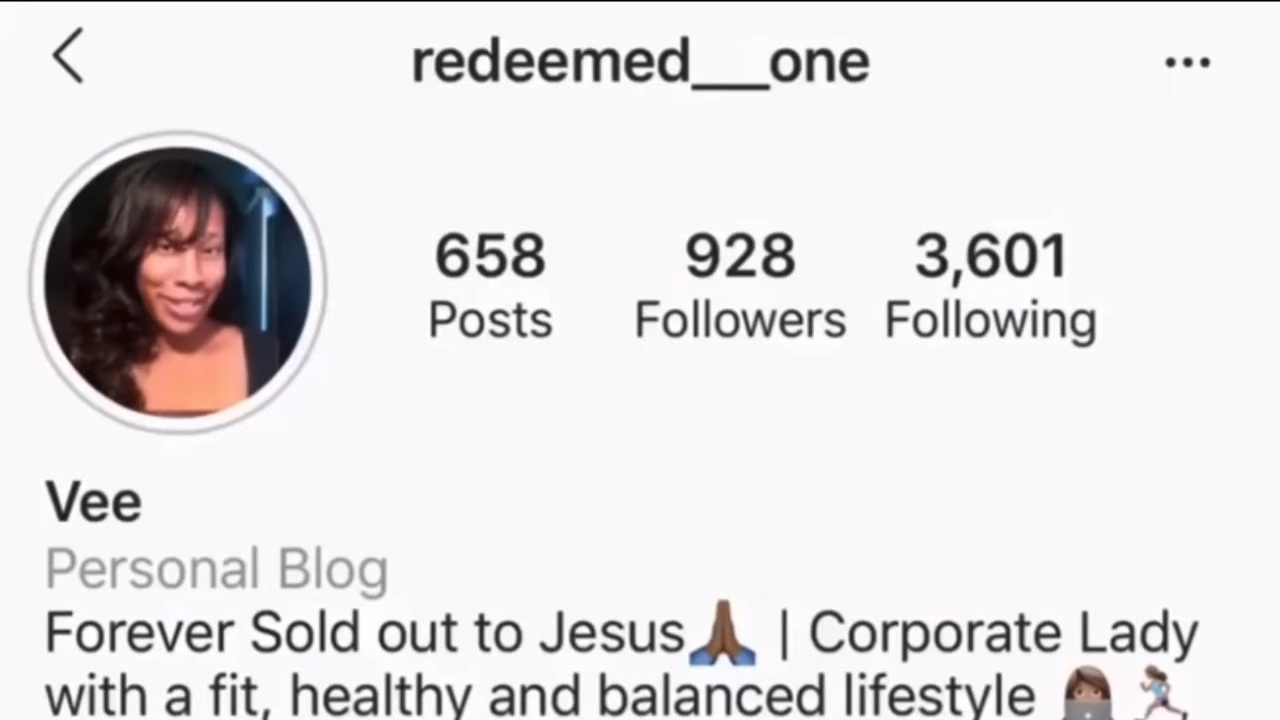 redeemed___one
658 928 3,601
Posts Followers Following
Vee
Personal Blog
Forever Sold out to Jesus🙏🏾 | Corporate Lady
with a fit, healthy and balanced lifestyle 👩🏽‍💻 🏃🏽‍♀️